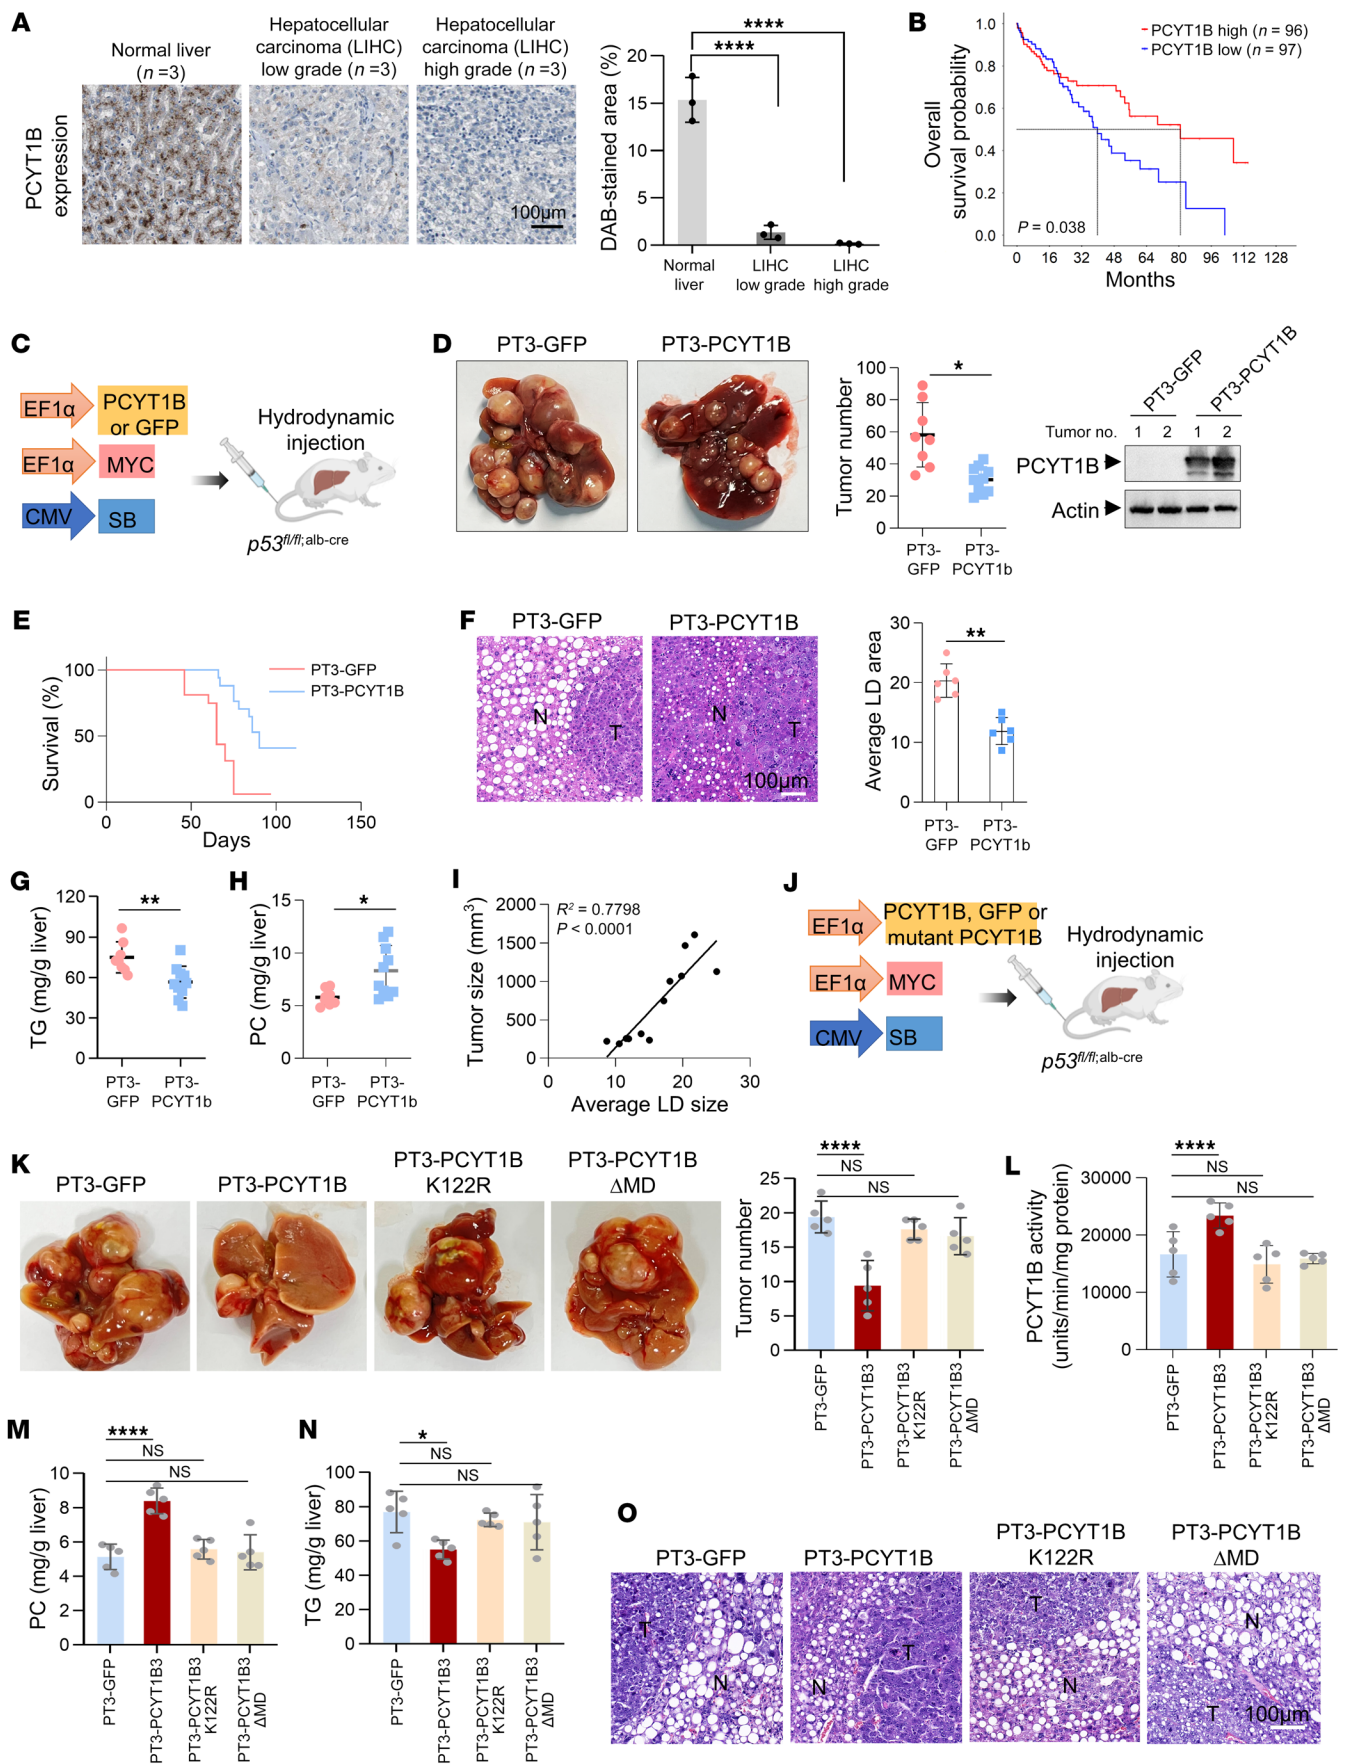 A
Normal liver
(n =3)
Hepatocellular
carcinoma (LIHC)
low grade (n =3)
Hepatocellular
carcinoma (LIHC)
high grade (n =3)
PCYT1B
expression
100μm
DAB-stained area (%)
20
15
10
5
0
****
****
Normal
liver
LIHC
low grade
LIHC
high grade
B
Overall
survival probability
1.0
0.8
0.6
0.4
0.2
0.0
PCYT1B high (n = 96)
PCYT1B low (n = 97)
P = 0.038
0 16 32 48 64 80 96 112 128
Months
C
EF1α
PCYT1B
or GFP
EF1α
MYC
CMV
SB
Hydrodynamic
injection
p53fl/fl;alb-cre
D
PT3-GFP
PT3-PCYT1B
Tumor number
100
80
60
40
20
0
*
PT3-
GFP
PT3-
PCYT1b
PT3-GFP
PT3-PCYT1B
Tumor no. 1 2 1 2
PCYT1B
Actin
E
Survival (%)
100
50
0
PT3-GFP
PT3-PCYT1B
0 50 100 150
Days
F
PT3-GFP
PT3-PCYT1B
N
T
N
T
100μm
Average LD area
30
20
10
0
**
PT3-
GFP
PT3-
PCYT1b
G
TG (mg/g liver)
120
90
60
30
0
**
PT3-
GFP
PT3-
PCYT1b
H
PC (mg/g liver)
15
10
5
0
*
PT3-
GFP
PT3-
PCYT1b
I
Tumor size (mm3)
2000
1500
1000
500
0
R2 = 0.7798
P < 0.0001
0 10 20 30
Average LD size
J
EF1α
PCYT1B, GFP or
mutant PCYT1B
EF1α
MYC
CMV
SB
Hydrodynamic
injection
p53fl/fl;alb-cre
K
PT3-GFP
PT3-PCYT1B
PT3-PCYT1B
K122R
PT3-PCYT1B
ΔMD
Tumor number
25
20
15
10
5
0
****
NS
NS
PT3-GFP
PT3-PCYT1B3
PT3-PCYT1B3
K122R
PT3-PCYT1B3
ΔMD
L
PCYT1B activity
(units/min/mg protein)
30000
20000
10000
0
****
NS
NS
PT3-GFP
PT3-PCYT1B3
PT3-PCYT1B3
K122R
PT3-PCYT1B3
ΔMD
M
PC (mg/g liver)
10
8
6
4
2
0
****
NS
NS
PT3-GFP
PT3-PCYT1B3
PT3-PCYT1B3
K122R
PT3-PCYT1B3
ΔMD
N
TG (mg/g liver)
100
80
60
40
20
0
*
NS
NS
PT3-GFP
PT3-PCYT1B3
PT3-PCYT1B3
K122R
PT3-PCYT1B3
ΔMD
O
PT3-GFP
PT3-PCYT1B
PT3-PCYT1B
K122R
PT3-PCYT1B
ΔMD
T
N
T
N
T
N
N
T
100μm